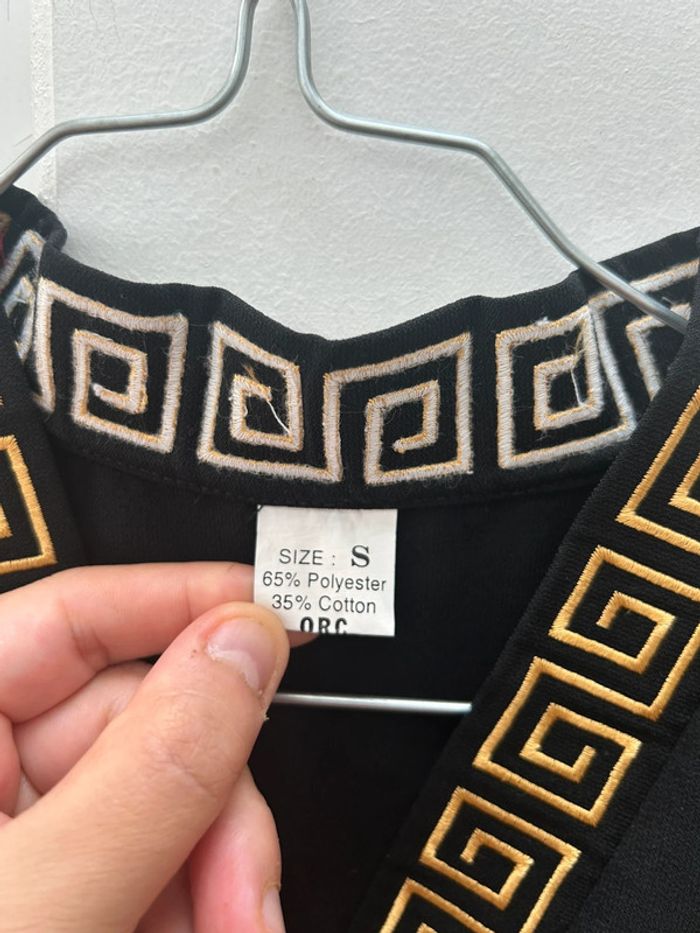 SIZE : S
65% Polyester
35% Cotton
ORC